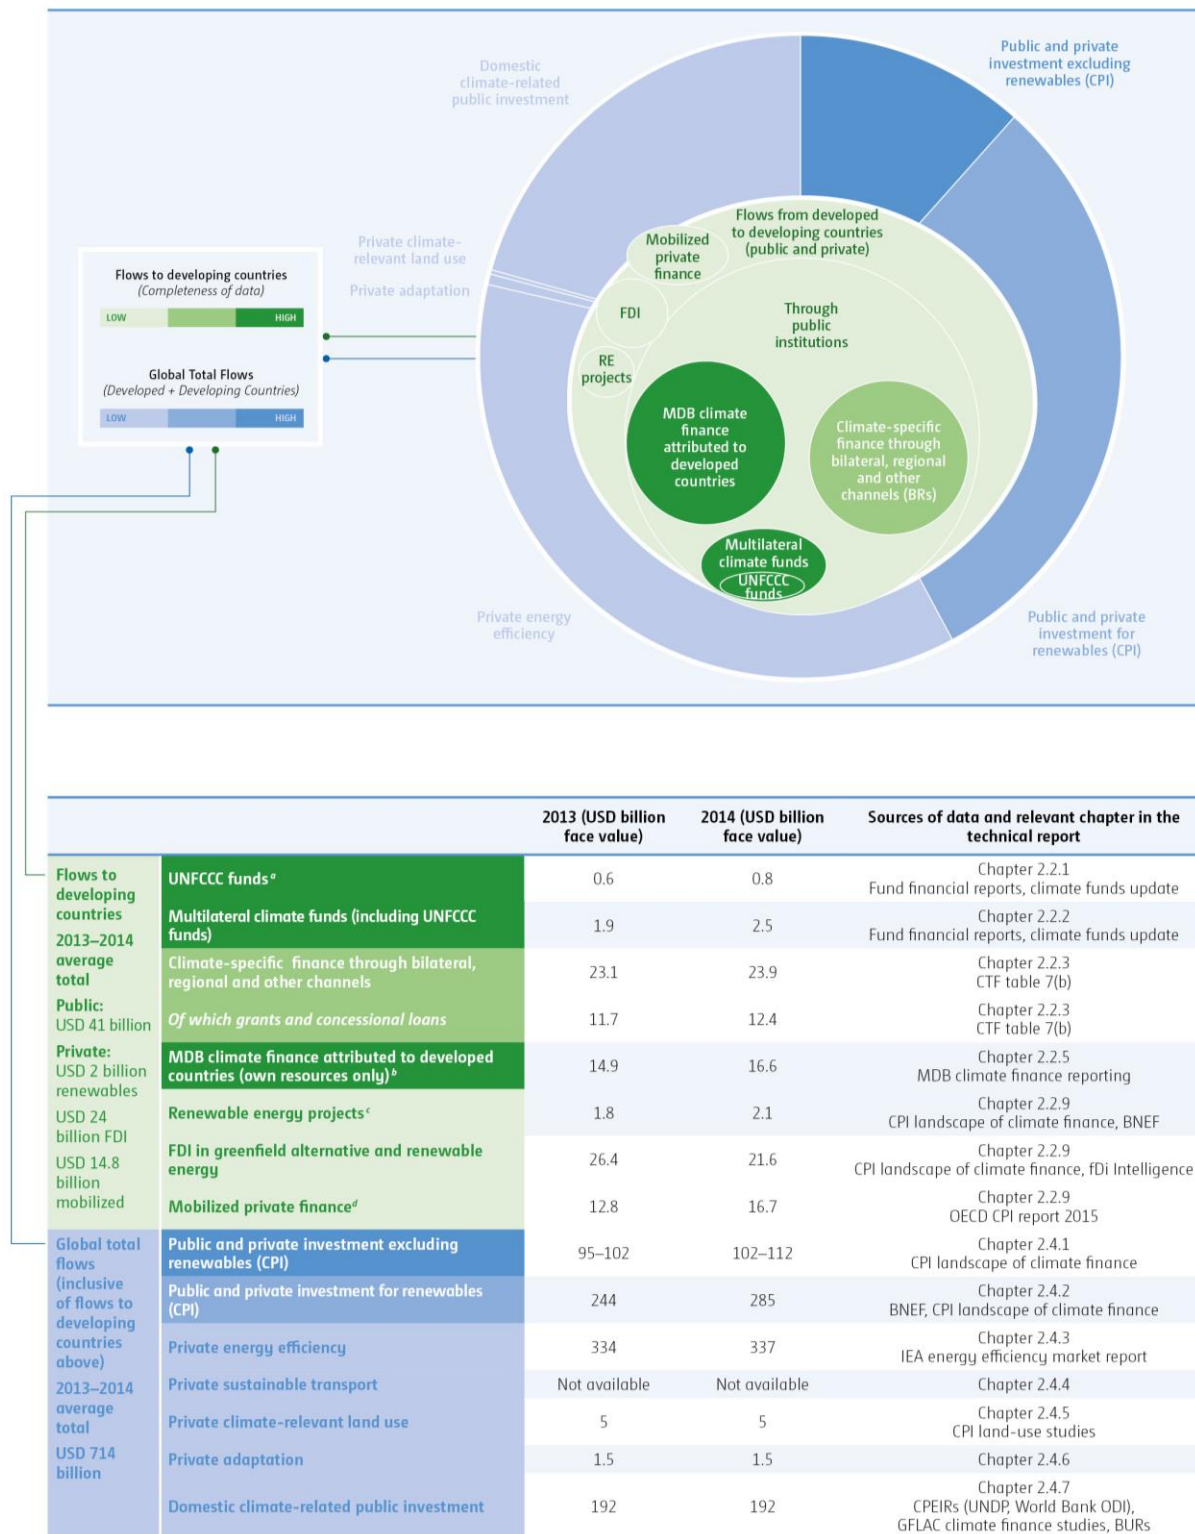 Domestic
climate-related
public investment
Public and private
investment excluding
renewables (CPI)
Flows from developed
to developing countries
(public and private)
Mobilized
private
finance
Private climate-
relevant land use
Private adaptation
Flows to developing countries
(Completeness of data)
LOW HIGH
Global Total Flows
(Developed + Developing Countries)
LOW HIGH
FDI
Through
public
institutions
RE
projects
MDB climate
finance
attributed to
developed
countries
Climate-specific
finance through
bilateral, regional
and other
channels (BRs)
Multilateral
climate funds
UNFCCC
funds
Private energy
efficiency
Public and private
investment for
renewables (CPI)
2013 (USD billion
face value)
2014 (USD billion
face value)
Sources of data and relevant chapter in the
technical report
Flows to
developing
countries
2013–2014
average
total
Public:
USD 41 billion
Private:
USD 2 billion
renewables
USD 24
billion FDI
USD 14.8
billion
mobilized
UNFCCC funds a
0.6
0.8
Chapter 2.2.1
Fund financial reports, climate funds update
Multilateral climate funds (including UNFCCC
funds)
1.9
2.5
Chapter 2.2.2
Fund financial reports, climate funds update
Climate-specific finance through bilateral,
regional and other channels
23.1
23.9
Chapter 2.2.3
CTF table 7(b)
Of which grants and concessional loans
11.7
12.4
Chapter 2.2.3
CTF table 7(b)
MDB climate finance attributed to developed
countries (own resources only) b
14.9
16.6
Chapter 2.2.5
MDB climate finance reporting
Renewable energy projects c
1.8
2.1
Chapter 2.2.9
CPI landscape of climate finance, BNEF
FDI in greenfield alternative and renewable
energy
26.4
21.6
Chapter 2.2.9
CPI landscape of climate finance, fDi Intelligence
Mobilized private finance d
12.8
16.7
Chapter 2.2.9
OECD CPI report 2015
Global total
flows
(inclusive
of flows to
developing
countries
above)
2013–2014
average
total
USD 714
billion
Public and private investment excluding
renewables (CPI)
95–102
102–112
Chapter 2.4.1
CPI landscape of climate finance
Public and private investment for renewables
(CPI)
244
285
Chapter 2.4.2
BNEF, CPI landscape of climate finance
Private energy efficiency
334
337
Chapter 2.4.3
IEA energy efficiency market report
Private sustainable transport
Not available
Not available
Chapter 2.4.4
Private climate-relevant land use
5
5
Chapter 2.4.5
CPI land-use studies
Private adaptation
1.5
1.5
Chapter 2.4.6
Domestic climate-related public investment
192
192
Chapter 2.4.7
CPEIRs (UNDP, World Bank ODI),
GFLAC climate finance studies, BURs